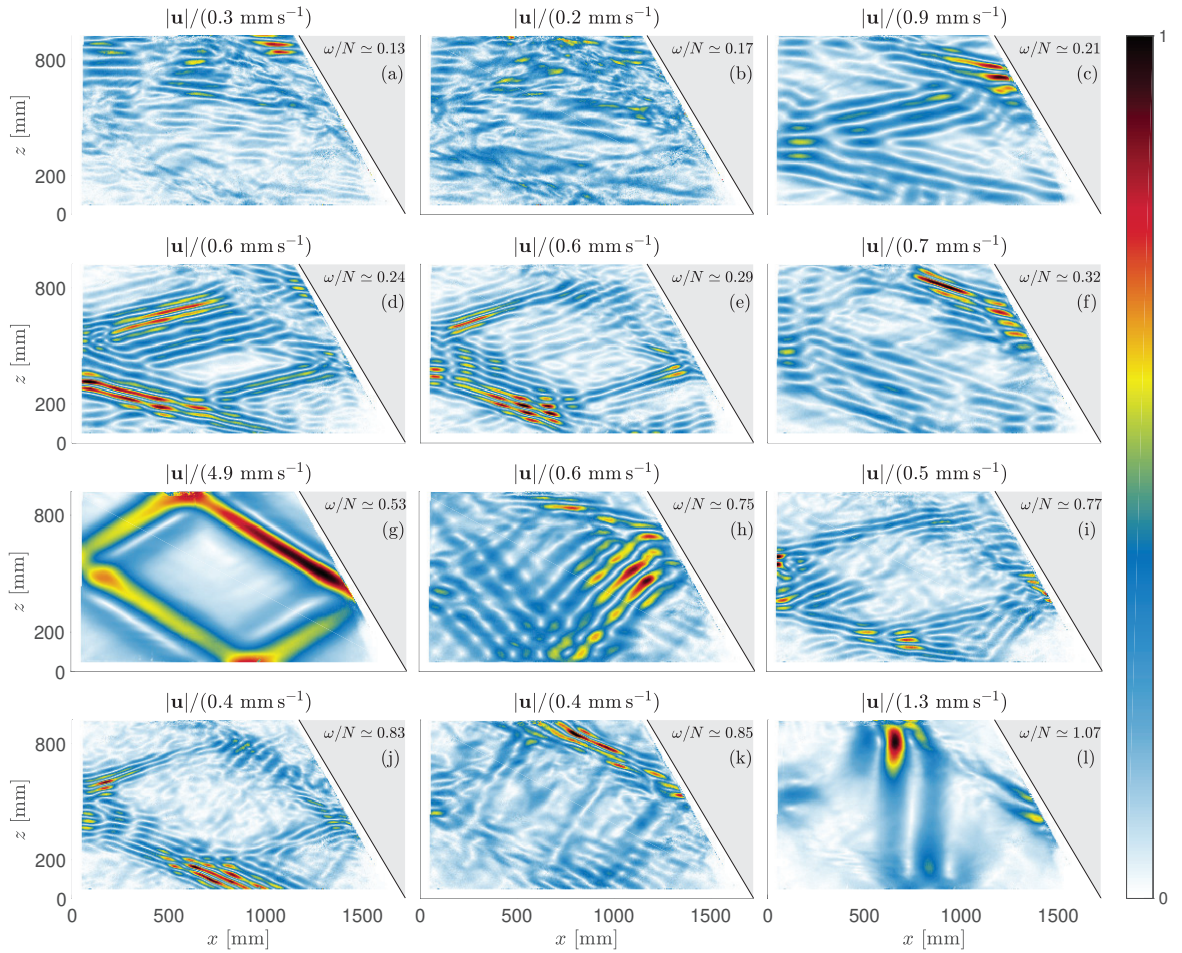 |u|/(0.3 mm s⁻¹) |u|/(0.2 mm s⁻¹) |u|/(0.9 mm s⁻¹)
ω/N ≃ 0.13 ω/N ≃ 0.17 ω/N ≃ 0.21 1
(a) (b) (c)
800
z [mm]
200
0
|u|/(0.6 mm s⁻¹) |u|/(0.6 mm s⁻¹) |u|/(0.7 mm s⁻¹)
ω/N ≃ 0.24 ω/N ≃ 0.29 ω/N ≃ 0.32
(d) (e) (f)
800
z [mm]
200
0
|u|/(4.9 mm s⁻¹) |u|/(0.6 mm s⁻¹) |u|/(0.5 mm s⁻¹)
ω/N ≃ 0.53 ω/N ≃ 0.75 ω/N ≃ 0.77
(g) (h) (i)
800
z [mm]
200
0
|u|/(0.4 mm s⁻¹) |u|/(0.4 mm s⁻¹) |u|/(1.3 mm s⁻¹)
ω/N ≃ 0.83 ω/N ≃ 0.85 ω/N ≃ 1.07
(j) (k) (l)
800
z [mm]
200
0 0
0 500 1000 1500 0 500 1000 1500 0 500 1000 1500
x [mm] x [mm] x [mm]